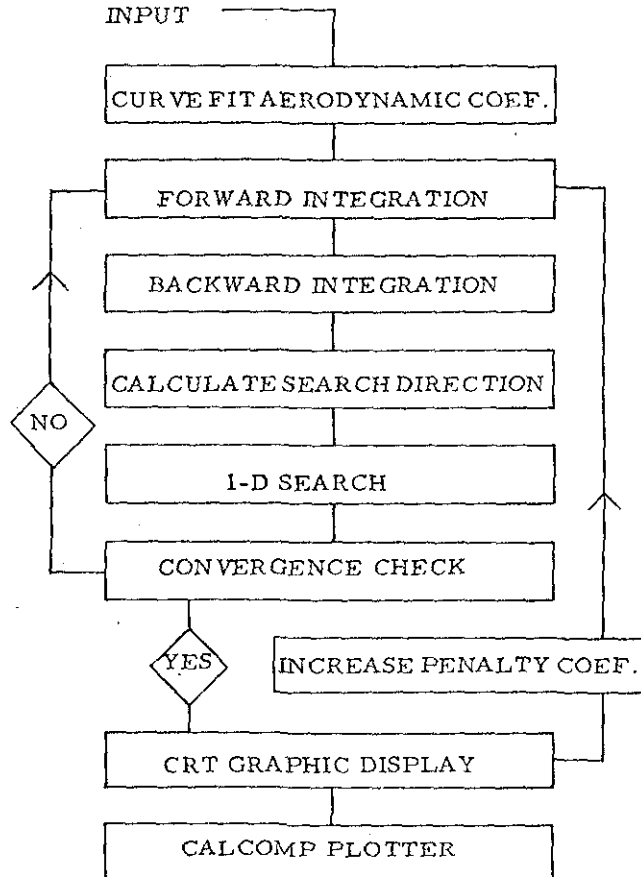 INPUT
CURVE FIT AERODYNAMIC COEF.
FORWARD INTEGRATION
BACKWARD INTEGRATION
CALCULATE SEARCH DIRECTION
NO
1-D SEARCH
CONVERGENCE CHECK
YES
INCREASE PENALTY COEF.
CRT GRAPHIC DISPLAY
CALCOMP PLOTTER